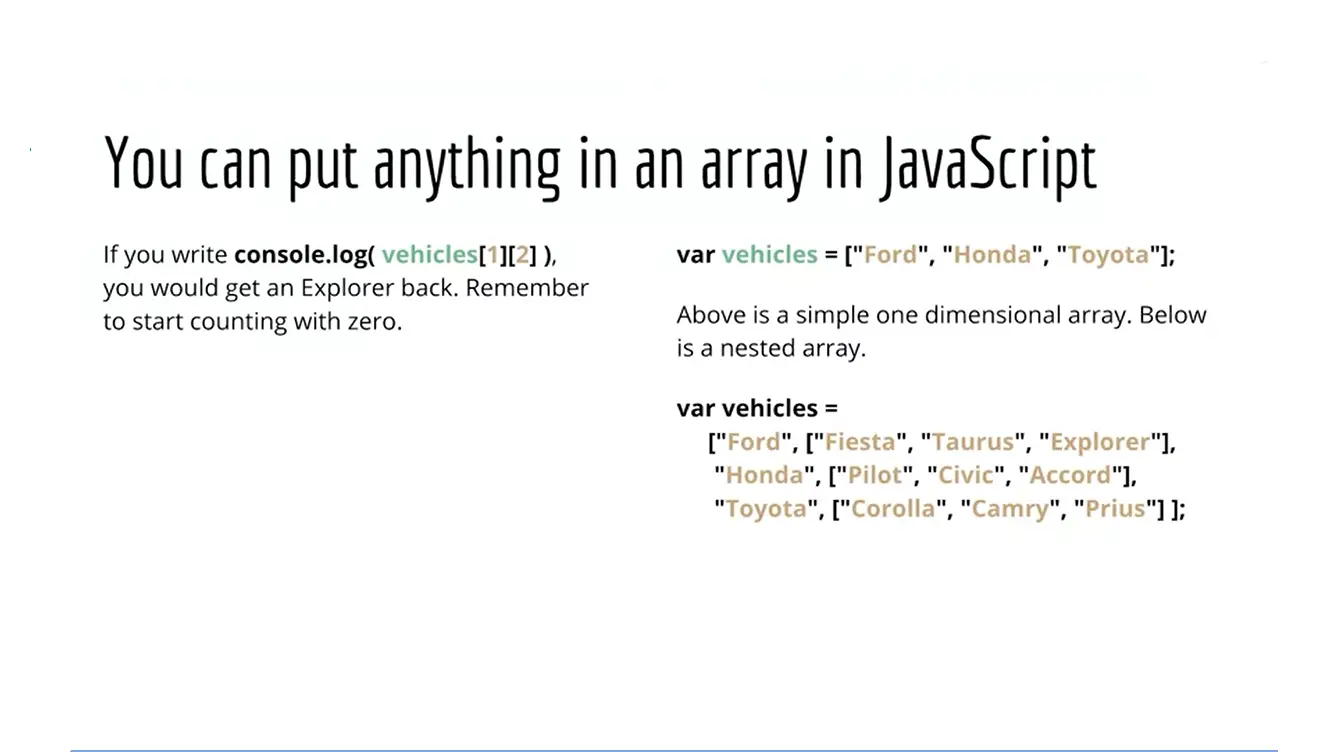 You can put anything in an array in JavaScript
If you write console.log( vehicles[1][2] ),
you would get an Explorer back. Remember
to start counting with zero.
var vehicles = ["Ford", "Honda", "Toyota"];
Above is a simple one dimensional array. Below
is a nested array.
var vehicles =
["Ford", ["Fiesta", "Taurus", "Explorer"],
"Honda", ["Pilot", "Civic", "Accord"],
"Toyota", ["Corolla", "Camry", "Prius"] ];